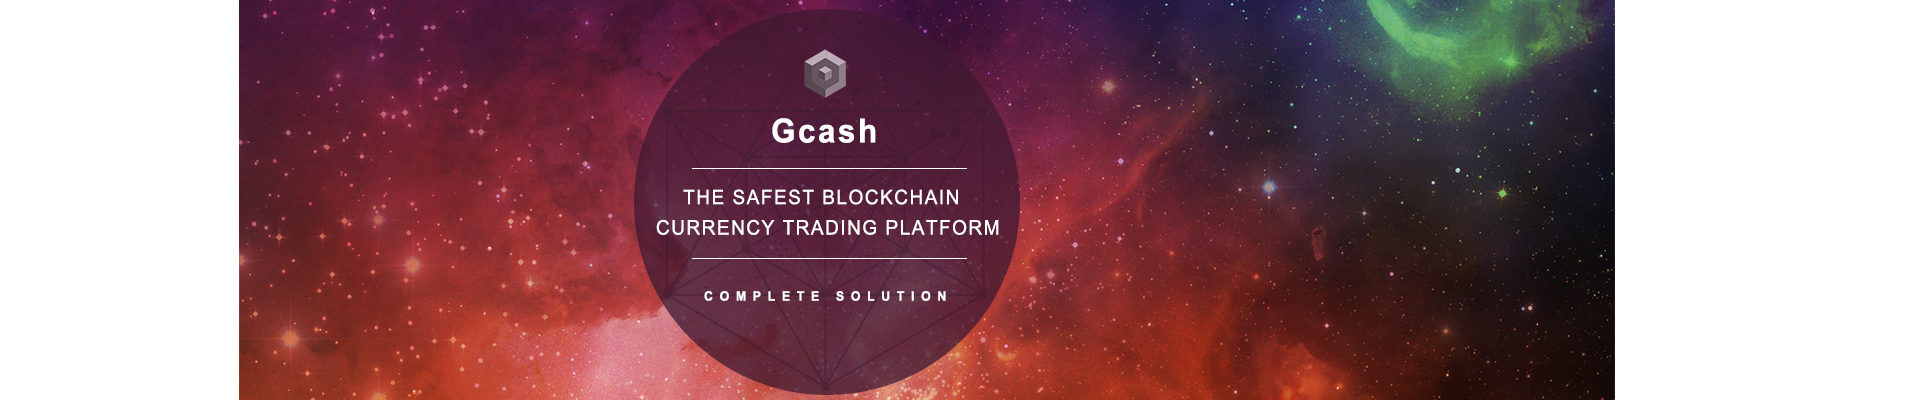 Gcash
THE SAFEST BLOCKCHAIN
CURRENCY TRADING PLATFORM
COMPLETE SOLUTION